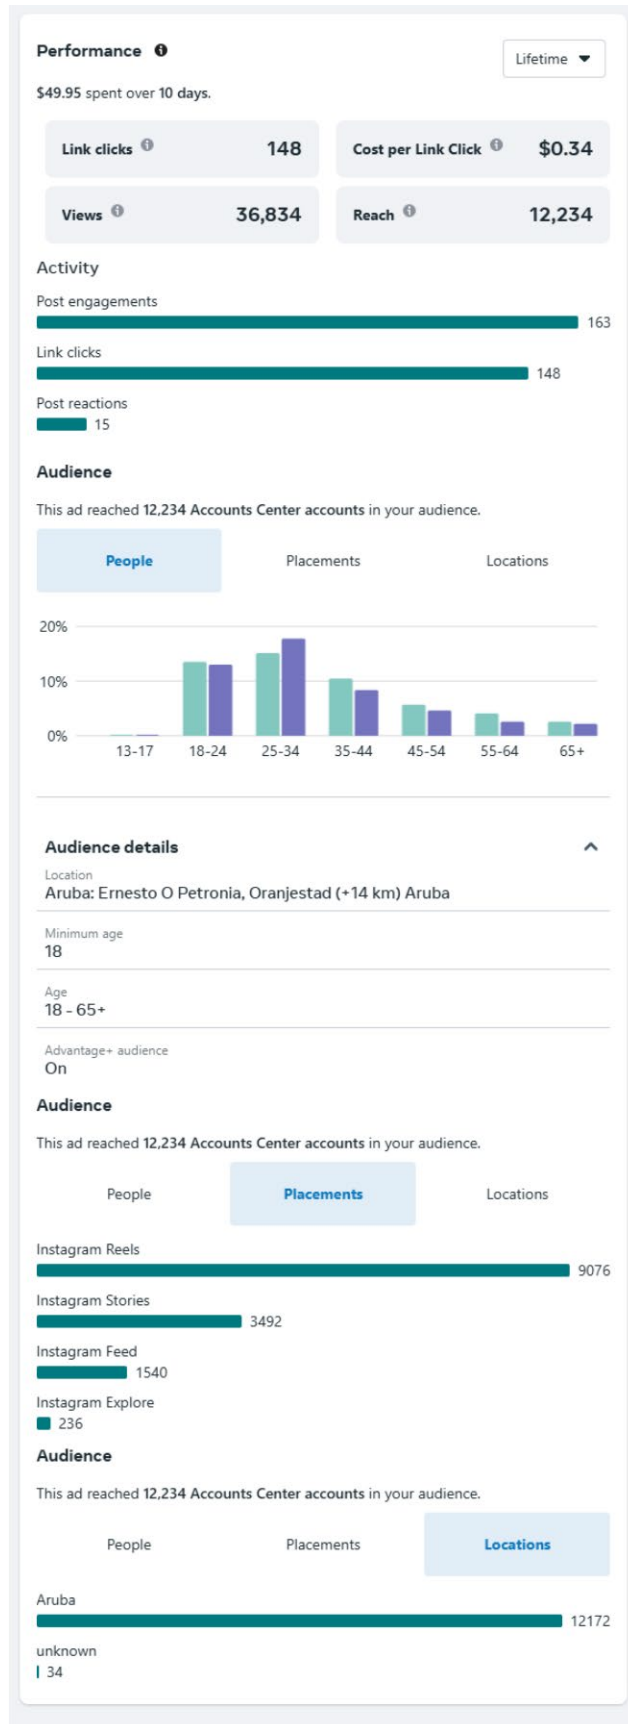 Performance
Lifetime
$49.95 spent over 10 days.
Link clicks 148 Cost per Link Click $0.34
Views 36,834 Reach 12,234
Activity
Post engagements
163
Link clicks
148
Post reactions
15
Audience
This ad reached 12,234 Accounts Center accounts in your audience.
People Placements Locations
20%
10%
0%
13-17 18-24 25-34 35-44 45-54 55-64 65+
Audience details
Location
Aruba: Ernesto O Petronia, Oranjestad (+14 km) Aruba
Minimum age
18
Age
18 - 65+
Advantage+ audience
On
Audience
This ad reached 12,234 Accounts Center accounts in your audience.
People Placements Locations
Instagram Reels
9076
Instagram Stories
3492
Instagram Feed
1540
Instagram Explore
236
Audience
This ad reached 12,234 Accounts Center accounts in your audience.
People Placements Locations
Aruba
12172
unknown
34